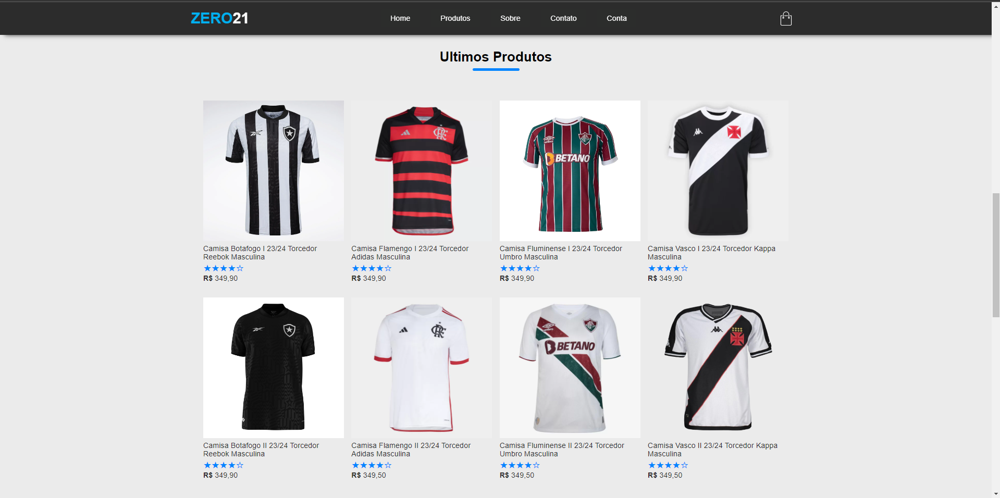 ZERO21
Home
Produtos
Sobre
Contato
Conta
Ultimos Produtos
umbro
BETANO
Camisa Botafogo I 23/24 Torcedor
Reebok Masculina
★★★★☆
R$ 349,90
Camisa Flamengo I 23/24 Torcedor
Adidas Masculina
★★★★☆
R$ 349,90
Camisa Fluminense I 23/24 Torcedor
Umbro Masculina
★★★★☆
R$ 349,90
Camisa Vasco I 23/24 Torcedor Kappa
Masculina
★★★★☆
R$ 349,90
umbro
BETANO
Camisa Botafogo II 23/24 Torcedor
Reebok Masculina
★★★★☆
R$ 349,90
Camisa Flamengo II 23/24 Torcedor
Adidas Masculina
★★★★☆
R$ 349,50
Camisa Fluminense II 23/24 Torcedor
Umbro Masculina
★★★★☆
R$ 349,50
Camisa Vasco II 23/24 Torcedor Kappa
Masculina
★★★★☆
R$ 349,50